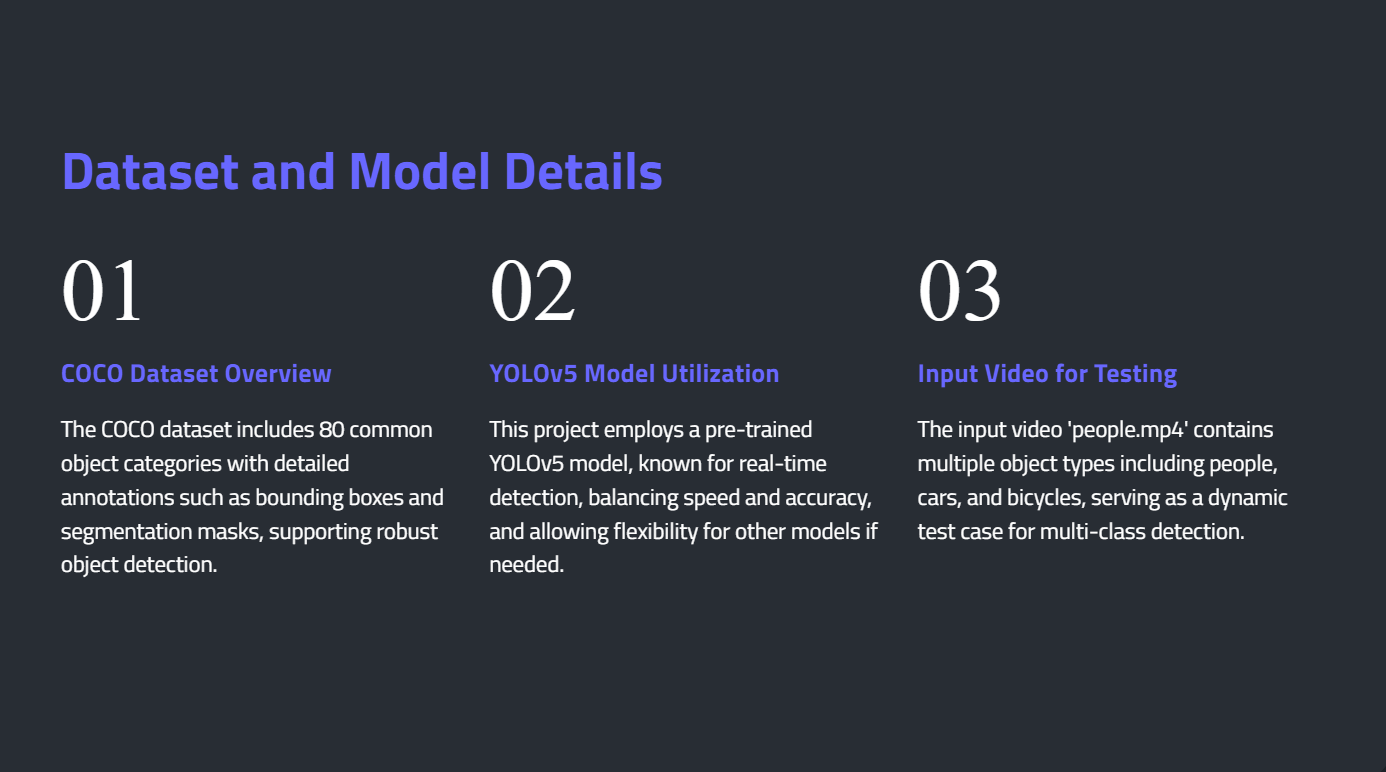 Dataset and Model Details
01
COCO Dataset Overview
The COCO dataset includes 80 common
object categories with detailed
annotations such as bounding boxes and
segmentation masks, supporting robust
object detection.
02
YOLOv5 Model Utilization
This project employs a pre-trained
YOLOv5 model, known for real-time
detection, balancing speed and accuracy,
and allowing flexibility for other models if
needed.
03
Input Video for Testing
The input video 'people.mp4' contains
multiple object types including people,
cars, and bicycles, serving as a dynamic
test case for multi-class detection.